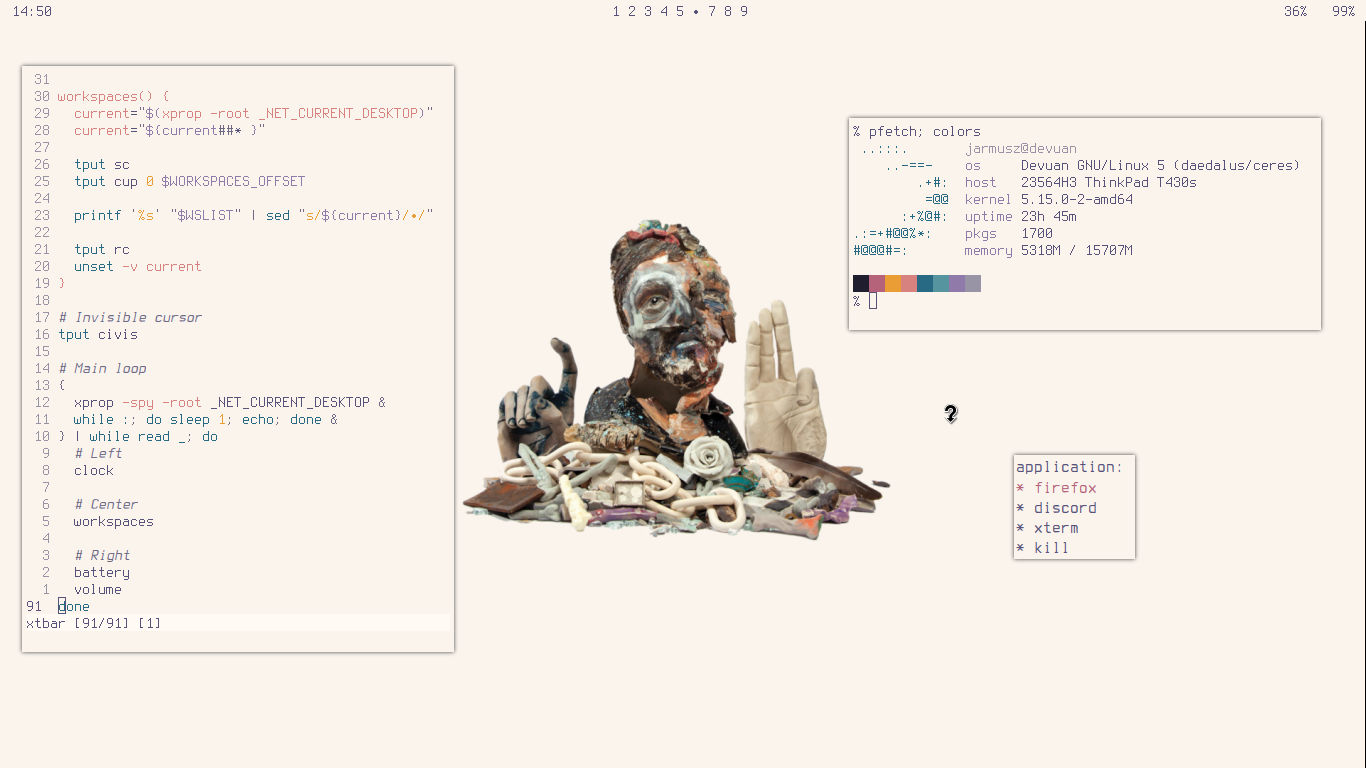 14:50
1 2 3 4 5 • 7 8 9
36% 99%
31
30 workspaces() {
29   current="$(xprop -root _NET_CURRENT_DESKTOP)"
28   current="${current##* }"
27
26   tput sc
25   tput cup 0 $WORKSPACES_OFFSET
24
23   printf '%s' "$WSLIST" | sed "s/${current}/•/"
22
21   tput rc
20   unset -v current
19 }
18
17 # Invisible cursor
16 tput civis
15
14 # Main loop
13 {
12   xprop -spy -root _NET_CURRENT_DESKTOP &
11   while :; do sleep 1; echo; done &
10 } | while read _; do
9   # Left
8   clock
7
6   # Center
5   workspaces
4
3   # Right
2   battery
1   volume
91  done
xtbar [91/91] [1]
% pfetch; colors
..:::. jarmusz@devuan
..-==- os Devuan GNU/Linux 5 (daedalus/ceres)
.+#: host 23564H3 ThinkPad T430s
=@@ kernel 5.15.0-2-amd64
:+%@#: uptime 23h 45m
.:=+#@@%*: pkgs 1700
#@@@#=: memory 5318M / 15707M
%
?
application:
* firefox
* discord
* xterm
* kill